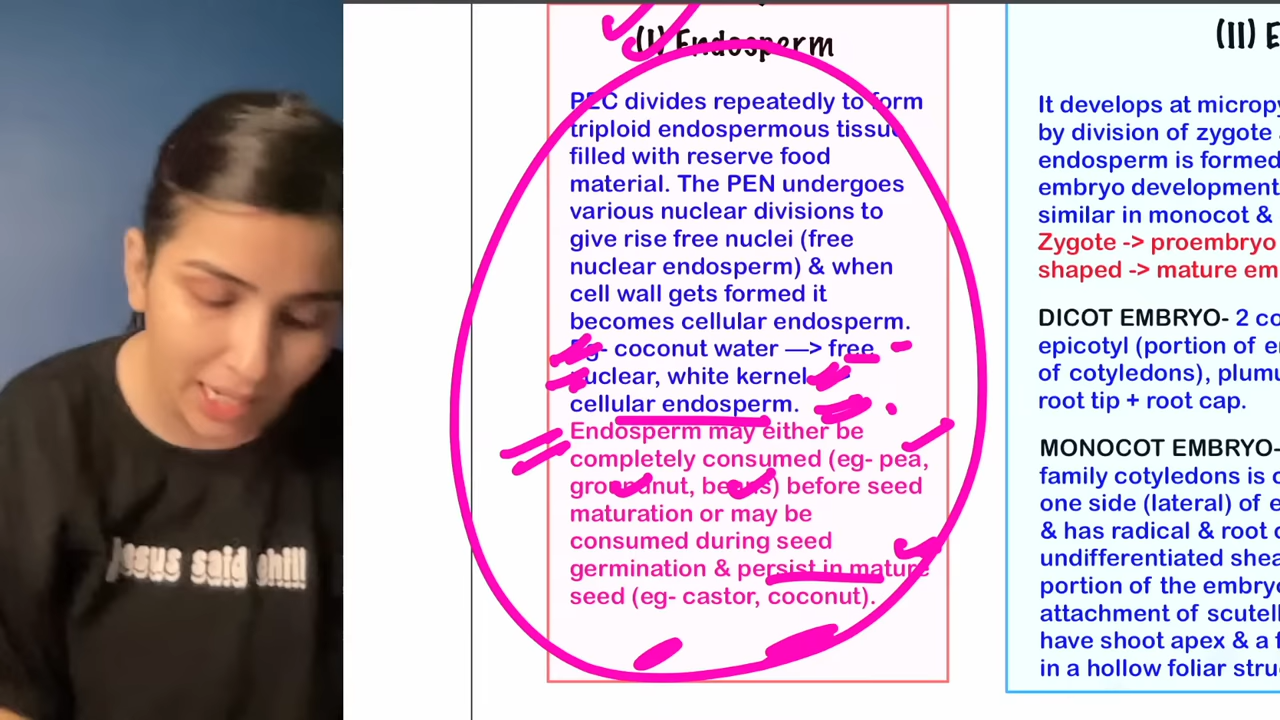 (I) Endosperm
PEC divides repeatedly to form
triploid endospermous tissue
filled with reserve food
material. The PEN undergoes
various nuclear divisions to
give rise free nuclei (free
nuclear endosperm) & when
cell wall gets formed it
becomes cellular endosperm.
Eg- coconut water —> free
nuclear, white kernel
cellular endosperm.
Endosperm may either be
completely consumed (eg- pea,
groundnut, beans) before seed
maturation or may be
consumed during seed
germination & persist in mature
seed (eg- castor, coconut).
(II) E
It develops at micropy
by division of zygote
endosperm is formed
embryo development
similar in monocot &
Zygote -> proembryo
shaped -> mature em
DICOT EMBRYO- 2 co
epicotyl (portion of e
of cotyledons), plumu
root tip + root cap.
MONOCOT EMBRYO-
family cotyledons is c
one side (lateral) of e
& has radical & root c
undifferentiated shea
portion of the embryo
attachment of scutell
have shoot apex & a f
in a hollow foliar stru
Jesus said chill